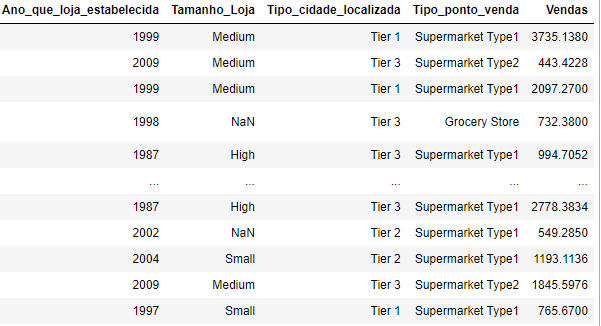 Ano_que_loja_estabelecida Tamanho_Loja Tipo_cidade_localizada Tipo_ponto_venda Vendas
1999 Medium Tier 1 Supermarket Type1 3735.1380
2009 Medium Tier 3 Supermarket Type2 443.4228
1999 Medium Tier 1 Supermarket Type1 2097.2700
1998 NaN Tier 3 Grocery Store 732.3800
1987 High Tier 3 Supermarket Type1 994.7052
... ... ... ... ...
1987 High Tier 3 Supermarket Type1 2778.3834
2002 NaN Tier 2 Supermarket Type1 549.2850
2004 Small Tier 2 Supermarket Type1 1193.1136
2009 Medium Tier 3 Supermarket Type2 1845.5976
1997 Small Tier 1 Supermarket Type1 765.6700